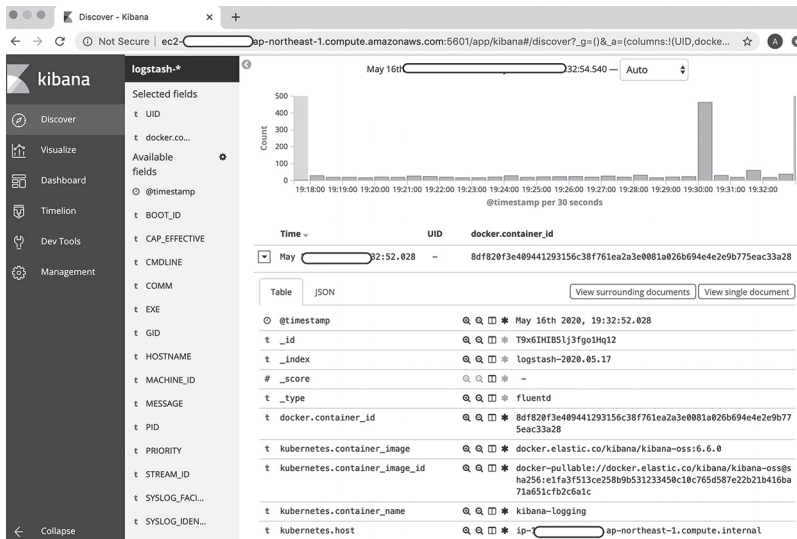 Discover - Kibana
Not Secure | ec2- ap-northeast-1.compute.amazonaws.com:5601/app/kibana#/discover?_g=()&_a=(columns:!(UID,docke...
A
kibana
Discover
Visualize
Dashboard
Timelion
Dev Tools
Management
Collapse
logstash-*
Selected fields
t UID
t docker.co...
Available fields
@timestamp
t BOOT_ID
t CAP_EFFECTIVE
t CMDLINE
t COMM
t EXE
t GID
t HOSTNAME
t MACHINE_ID
t MESSAGE
t PID
t PRIORITY
t STREAM_ID
t SYSLOG_FACI...
t SYSLOG_IDEN...
May 16th :32:54.540 — Auto
Count
500
400
300
200
100
0
19:18:00 19:19:00 19:20:00 19:21:00 19:22:00 19:23:00 19:24:00 19:25:00 19:26:00 19:27:00 19:28:00 19:29:00 19:30:00 19:31:00 19:32:00
@timestamp per 30 seconds
Time UID docker.container_id
May 32:52.028 – 8df820f3e409441293156c38f761ea2a3e0081a026b694e4e2e9b775eac33a28
Table JSON View surrounding documents View single document
@timestamp May 16th 2020, 19:32:52.028
t _id T9x6IHIB5lj3fgo1Hq12
t _index logstash-2020.05.17
# _score –
t _type fluentd
t docker.container_id 8df820f3e409441293156c38f761ea2a3e0081a026b694e4e2e9b77
5eac33a28
t kubernetes.container_image docker.elastic.co/kibana/kibana-oss:6.6.0
t kubernetes.container_image_id docker-pullable://docker.elastic.co/kibana/kibana-oss@s
ha256:e1fa3f513ce258b9b531233450c10c765d587e22b21b416ba
71a651cfb2c6a1c
t kubernetes.container_name kibana-logging
t kubernetes.host ip- ap-northeast-1.compute.internal